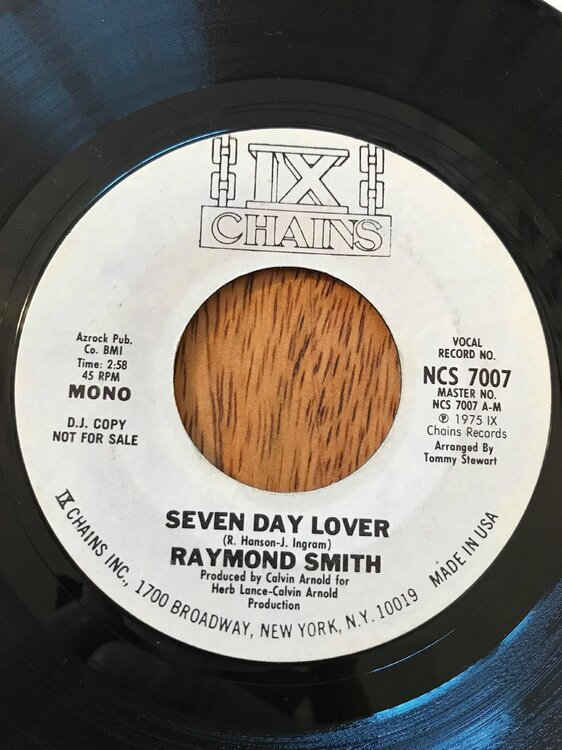 IX
CHAINS
Azrock Pub.
Co. BMI
Time: 2:58
45 RPM
MONO
D.J. COPY
NOT FOR SALE
VOCAL
RECORD NO.
NCS 7007
MASTER NO.
NCS 7007 A-M
℗ 1975 IX
Chains Records
Arranged By
Tommy Stewart
SEVEN DAY LOVER
(R. Hanson-J. Ingram)
RAYMOND SMITH
Produced by Calvin Arnold for
Herb Lance-Calvin Arnold
Production
IX CHAINS INC., 1700 BROADWAY, NEW YORK, N.Y. 10019 MADE IN USA